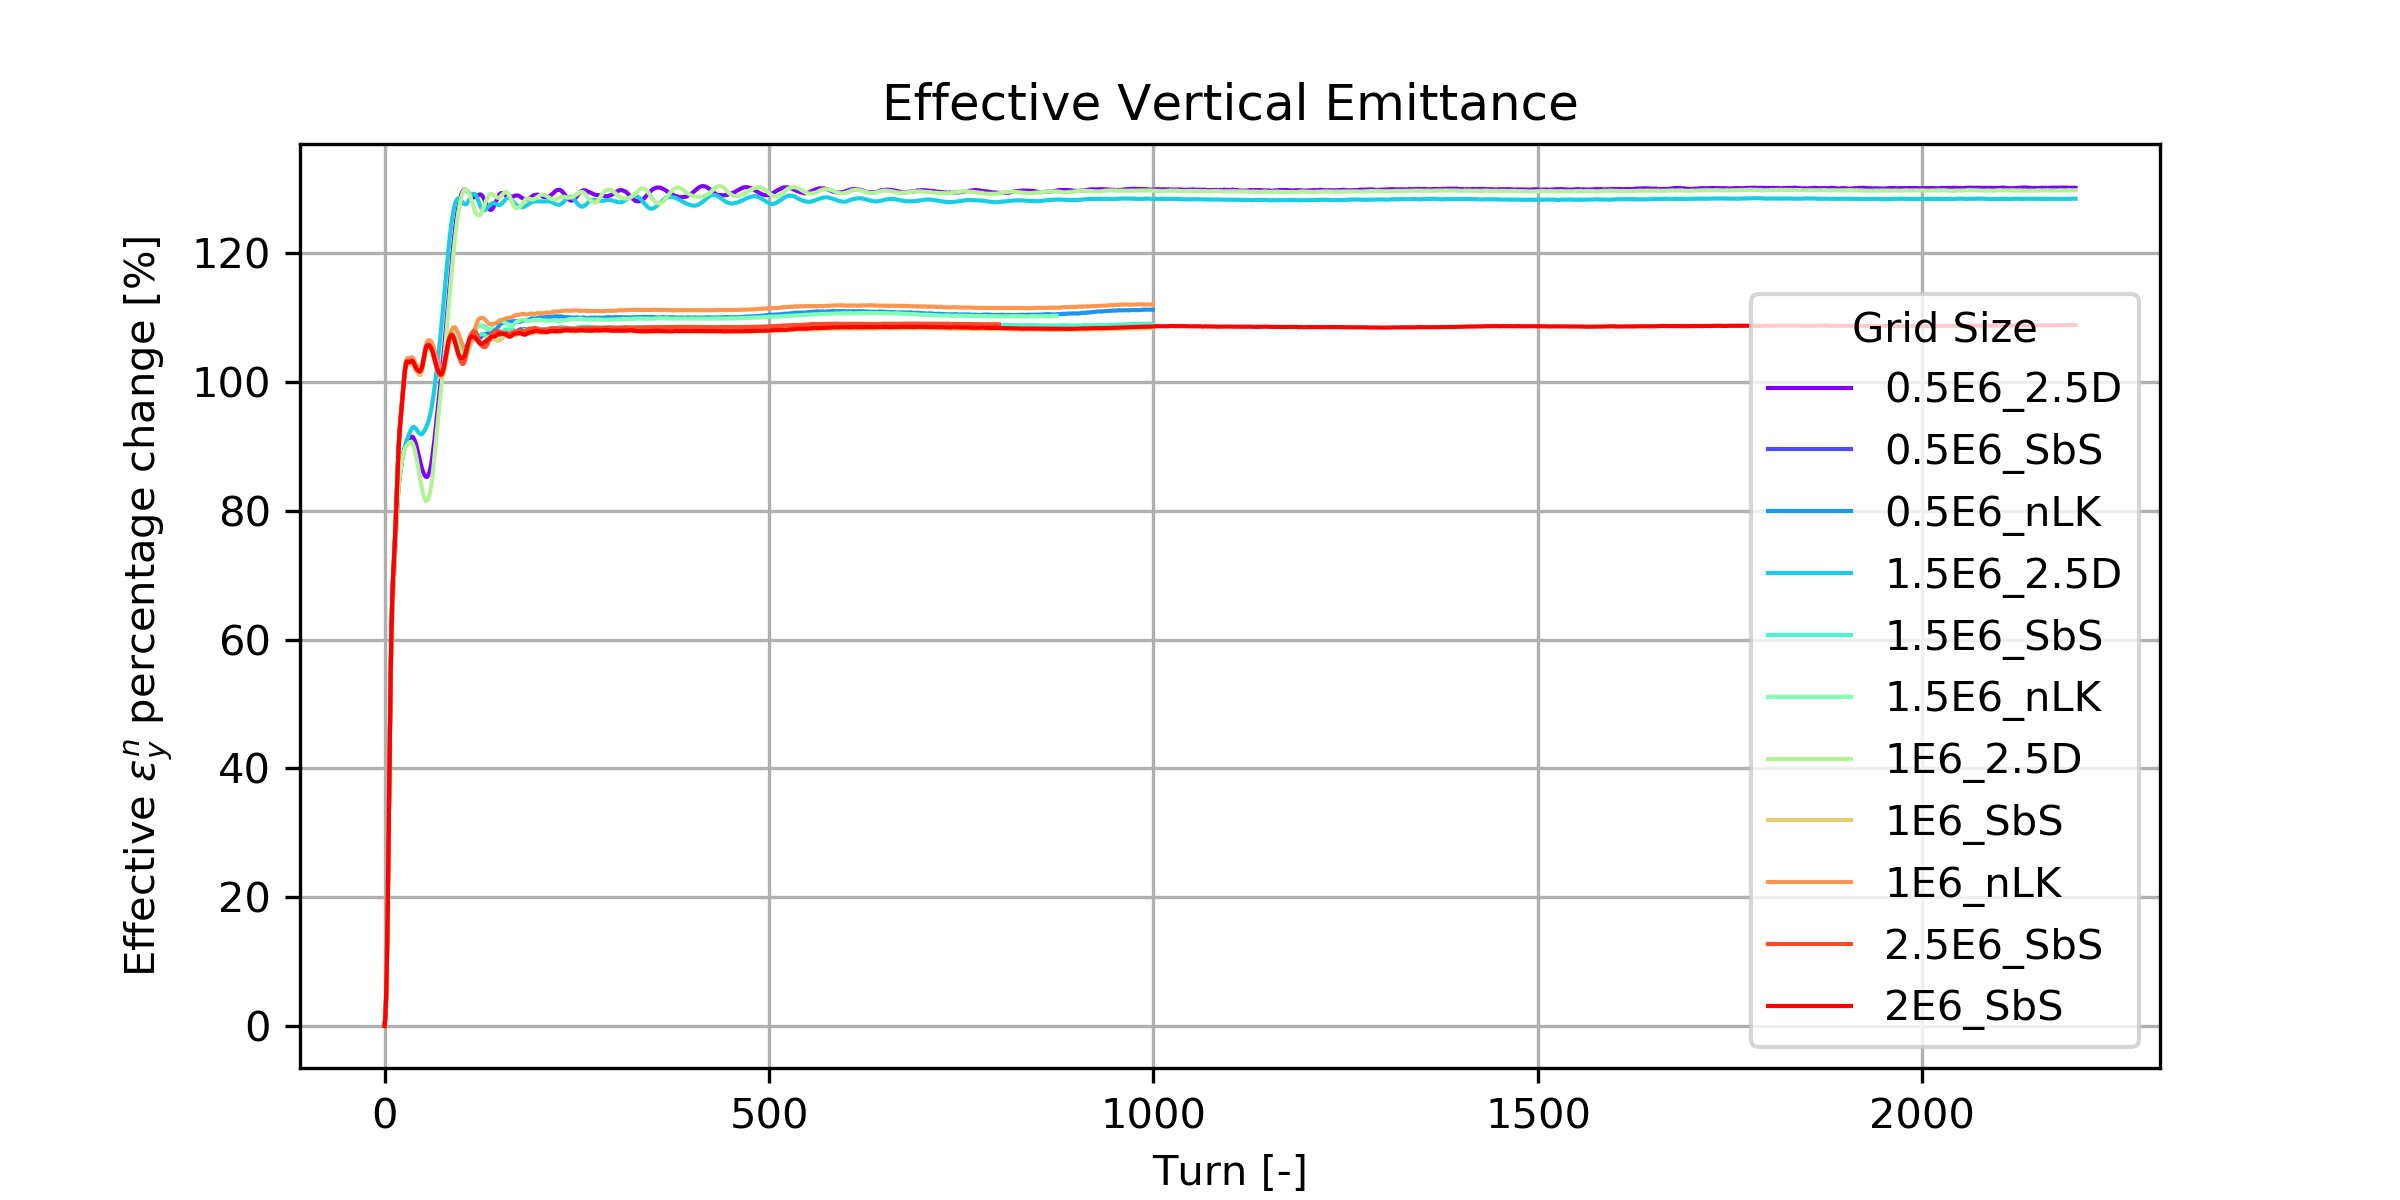 Effective Vertical Emittance
Effective ε_y^n percentage change [%]
120
100
80
60
40
20
0
0 500 1000 1500 2000
Turn [-]
Grid Size
0.5E6_2.5D
0.5E6_SbS
0.5E6_nLK
1.5E6_2.5D
1.5E6_SbS
1.5E6_nLK
1E6_2.5D
1E6_SbS
1E6_nLK
2.5E6_SbS
2E6_SbS